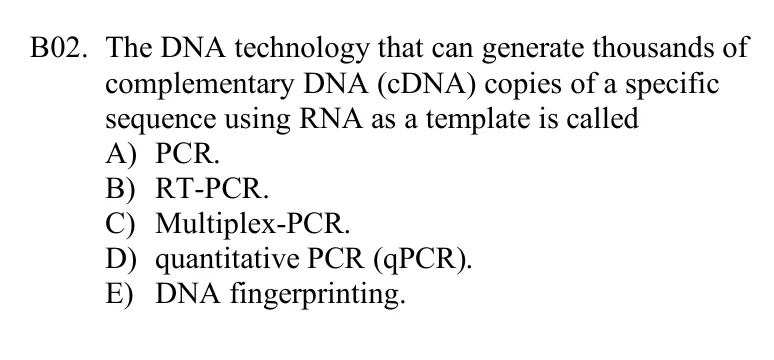 B02. The DNA technology that can generate thousands of
complementary DNA (cDNA) copies of a specific
sequence using RNA as a template is called
A) PCR.
B) RT-PCR.
C) Multiplex-PCR.
D) quantitative PCR (qPCR).
E) DNA fingerprinting.